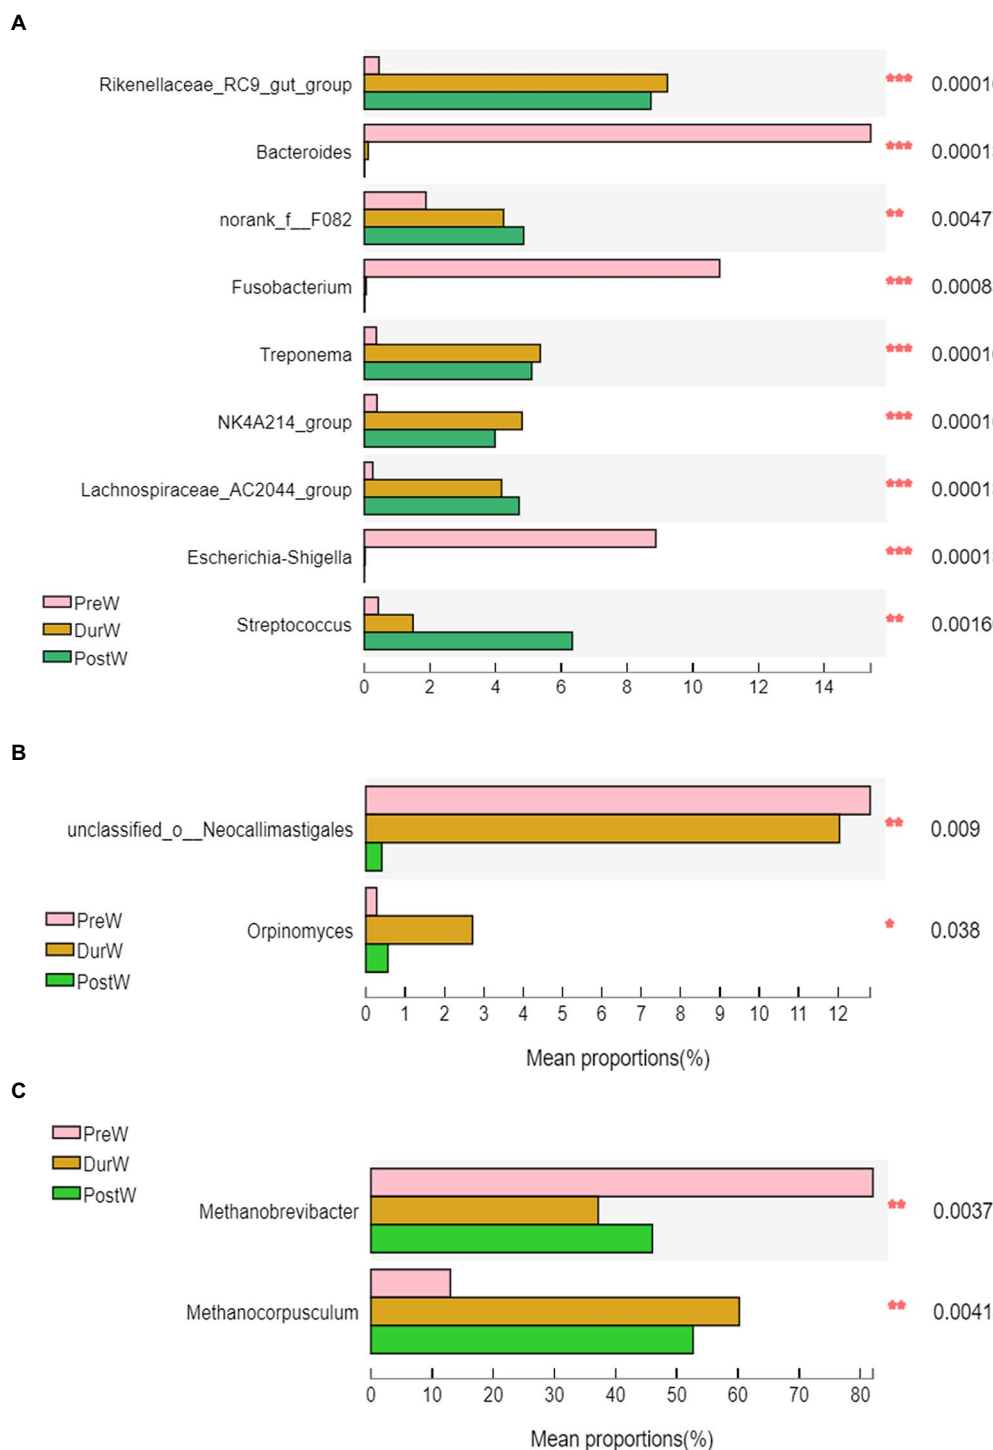 A
Rikenellaceae_RC9_gut_group *** 0.0001
Bacteroides *** 0.0001
norank_f__F082 ** 0.0047
Fusobacterium *** 0.0008
Treponema *** 0.0001
NK4A214_group *** 0.0001
Lachnospiraceae_AC2044_group *** 0.0001
Escherichia-Shigella *** 0.0001
Streptococcus ** 0.0016
PreW
DurW
PostW
0 2 4 6 8 10 12 14
B
unclassified_o__Neocallimastigales ** 0.009
Orpinomyces * 0.038
PreW
DurW
PostW
0 1 2 3 4 5 6 7 8 9 10 11 12
Mean proportions(%)
C
PreW
DurW
PostW
Methanobrevibacter ** 0.0037
Methanocorpusculum ** 0.0041
0 10 20 30 40 50 60 70 80
Mean proportions(%)